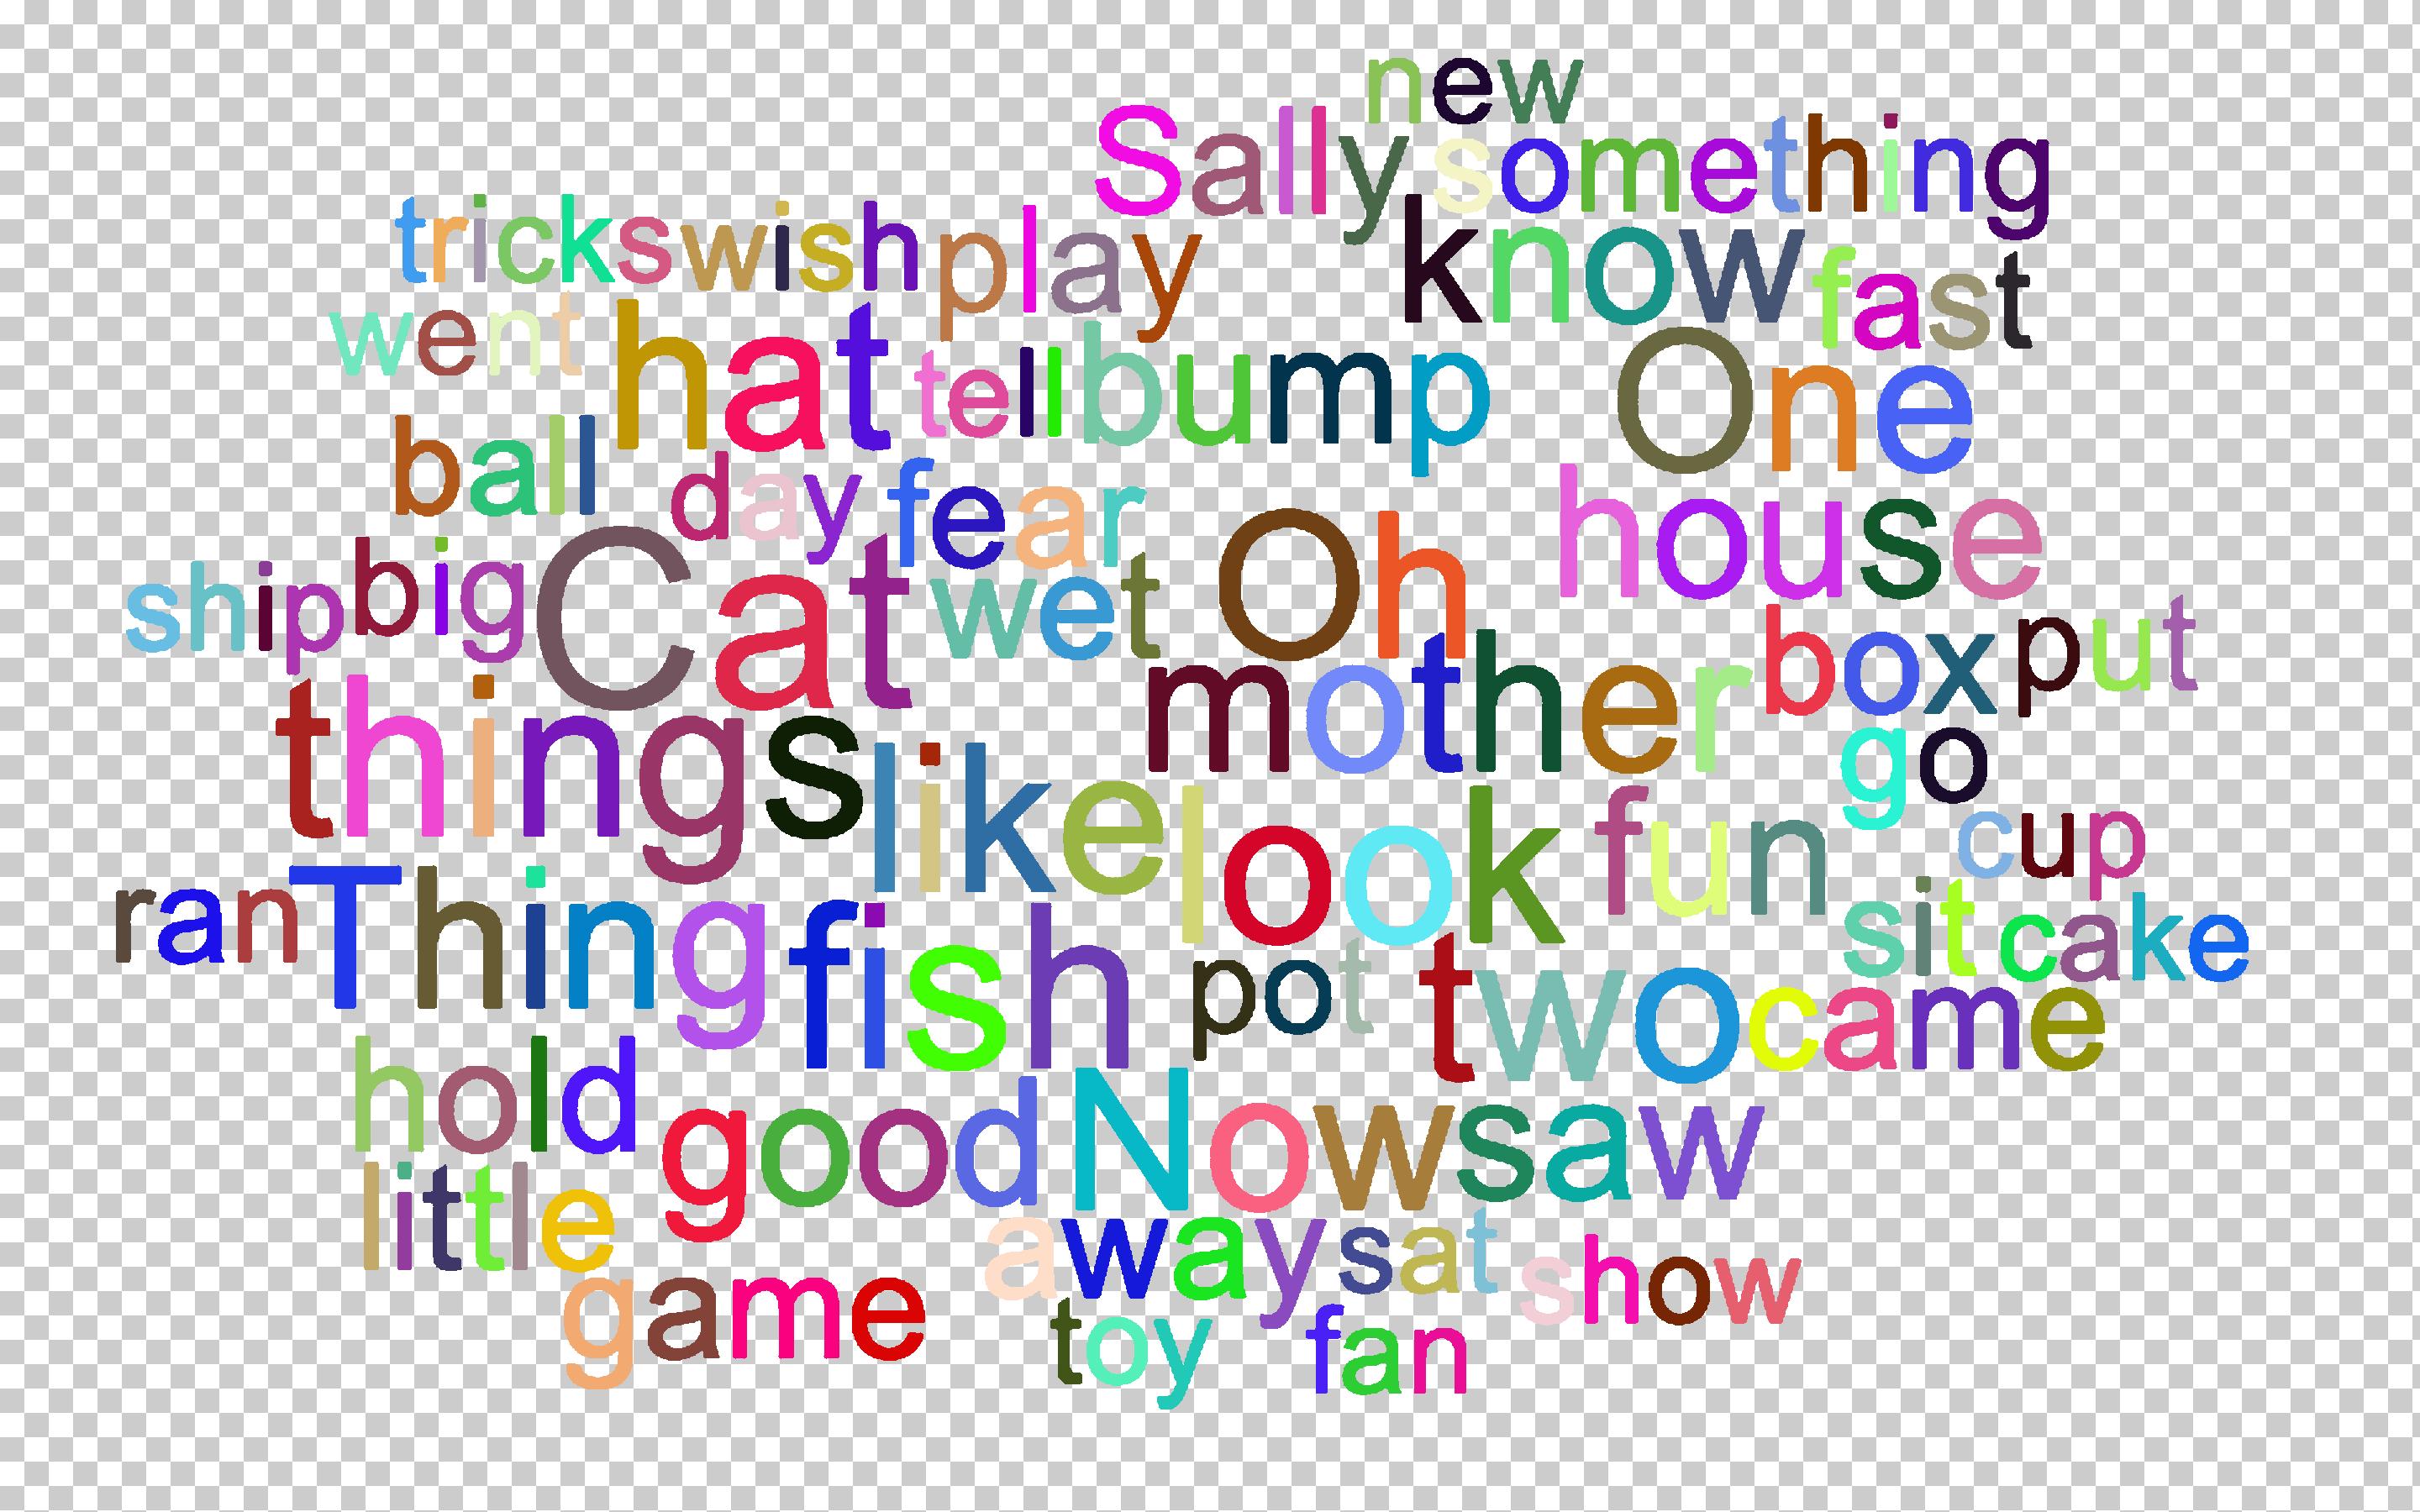 new
Sally something
tricks wish play know fast
went hat tell bump One
ball day fear house
ship big Cat wet Oh
mother box put
things like look fun go
cup
ran Thing fish pot two sit cake
came
hold good Now saw
little away sat show
game toy fan